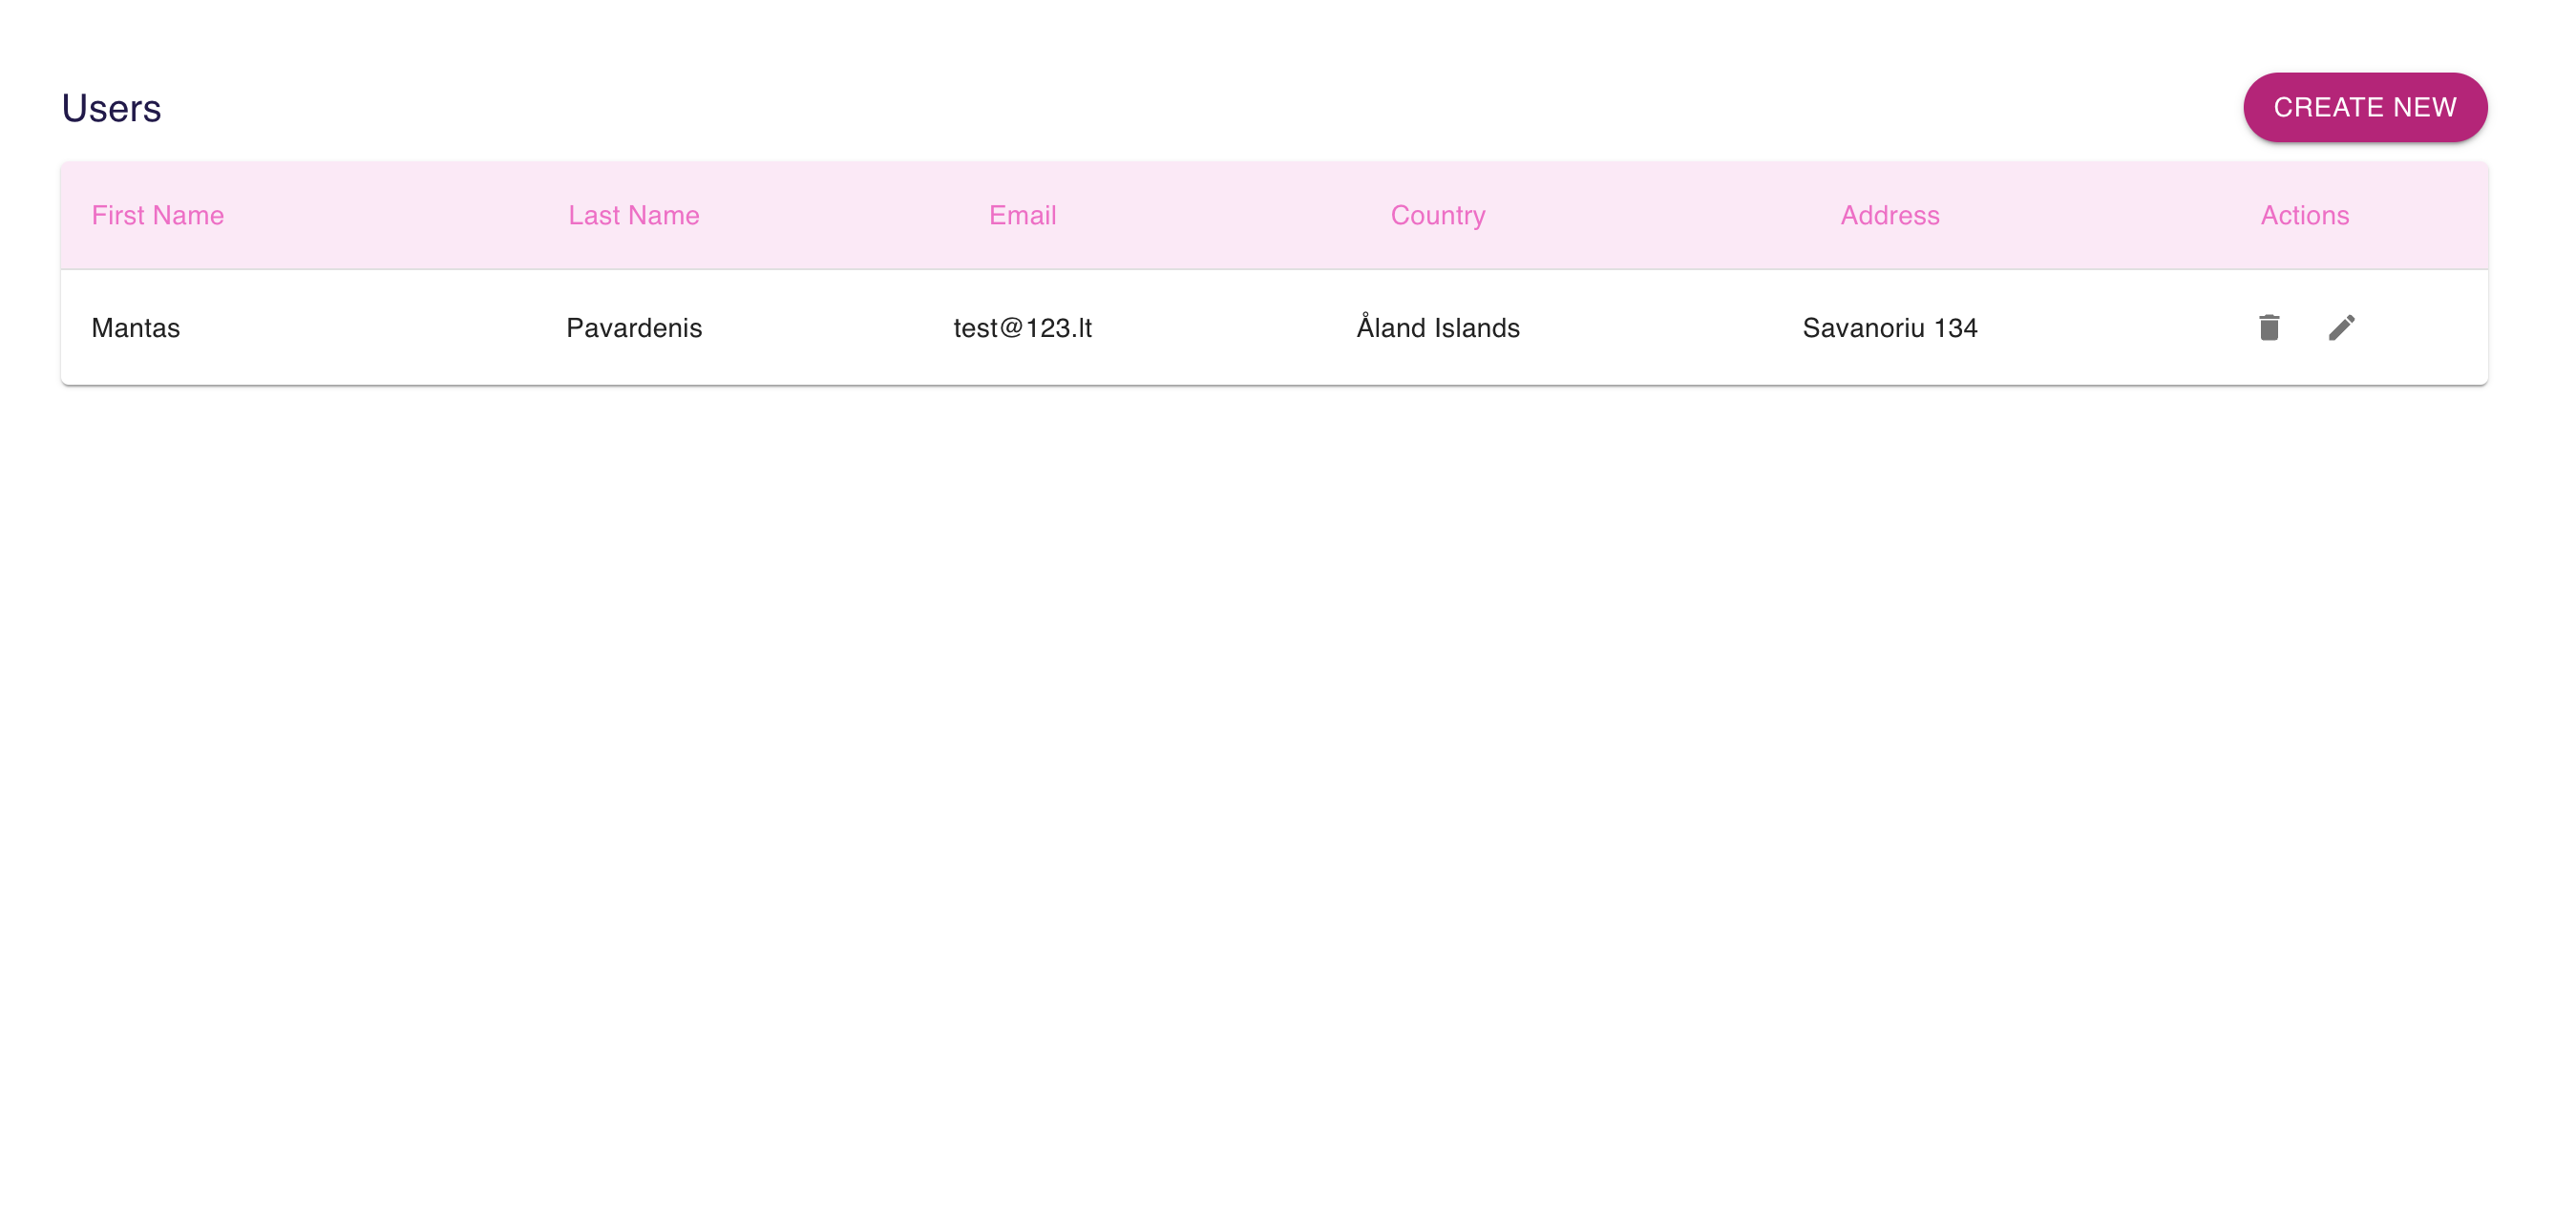 Users
CREATE NEW
First Name Last Name Email Country Address Actions
Mantas Pavardenis test@123.lt Åland Islands Savanoriu 134